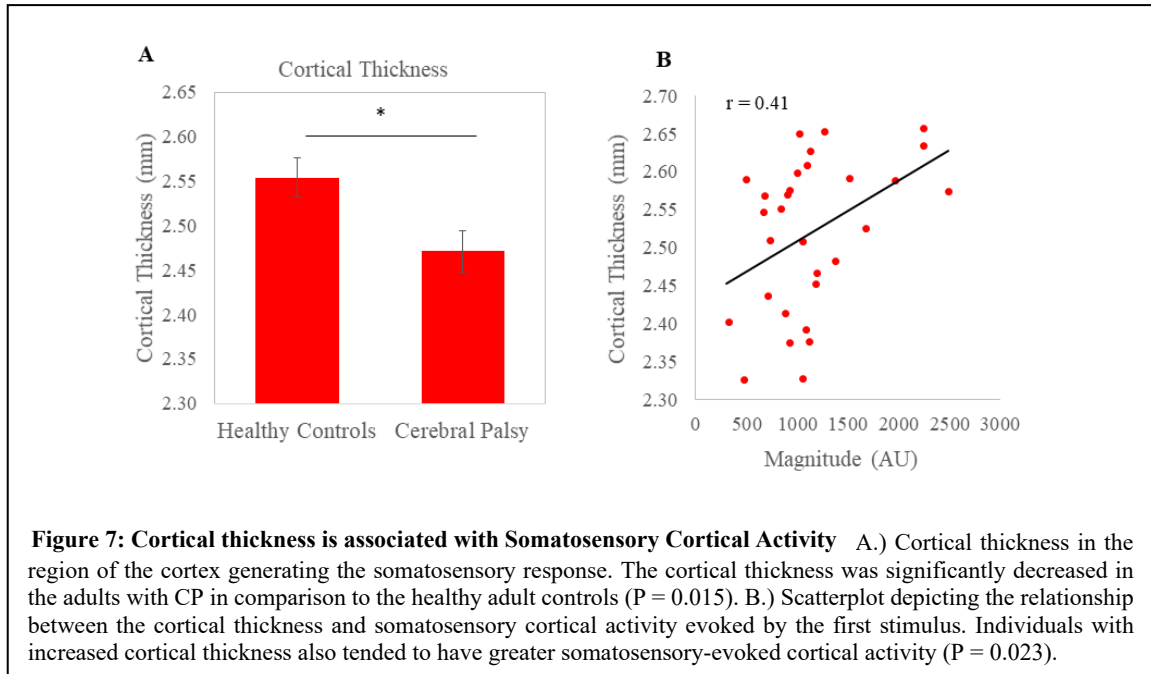 A
Cortical Thickness
Cortical Thickness (mm)
2.65
2.60
2.55
2.50
2.45
2.40
2.35
2.30
*
Healthy Controls Cerebral Palsy
B
r = 0.41
Cortical Thickness (mm)
2.70
2.65
2.60
2.55
2.50
2.45
2.40
2.35
2.30
0 500 1000 1500 2000 2500 3000
Magnitude (AU)
Figure 7: Cortical thickness is associated with Somatosensory Cortical Activity A.) Cortical thickness in the
region of the cortex generating the somatosensory response. The cortical thickness was significantly decreased in
the adults with CP in comparison to the healthy adult controls (P = 0.015). B.) Scatterplot depicting the relationship
between the cortical thickness and somatosensory cortical activity evoked by the first stimulus. Individuals with
increased cortical thickness also tended to have greater somatosensory-evoked cortical activity (P = 0.023).